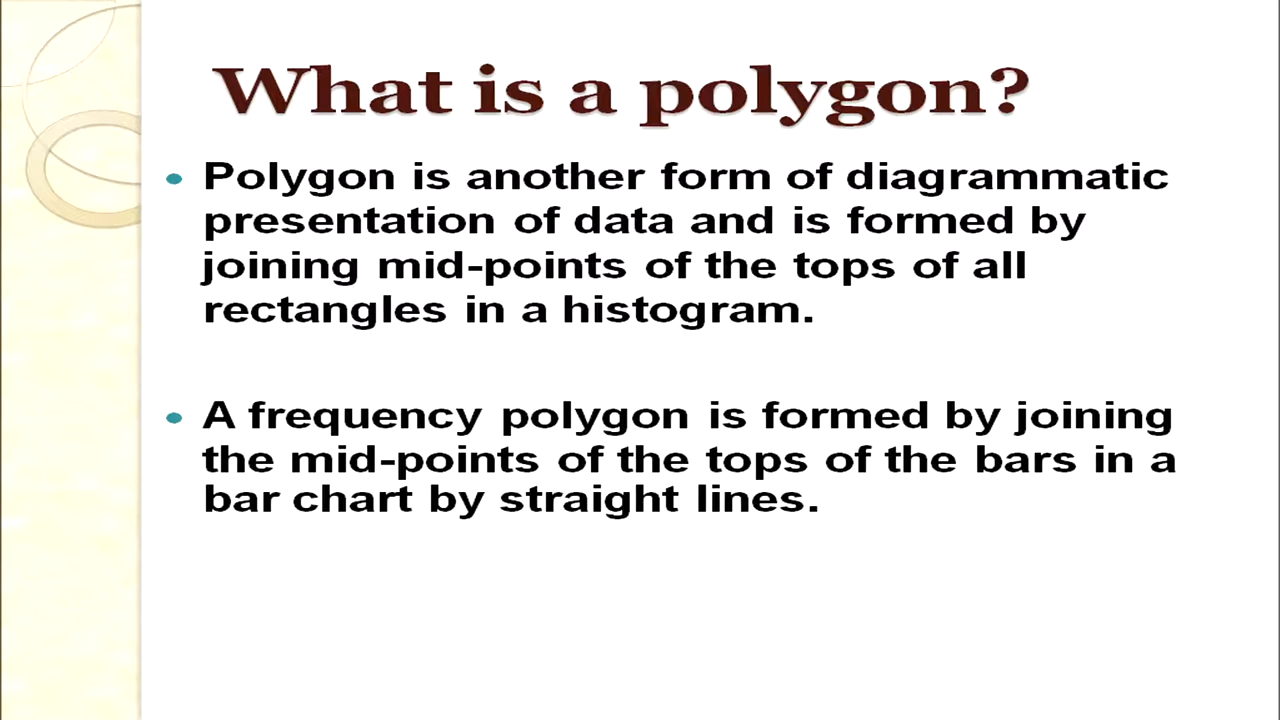 What is a polygon?
• Polygon is another form of diagrammatic
presentation of data and is formed by
joining mid-points of the tops of all
rectangles in a histogram.
• A frequency polygon is formed by joining
the mid-points of the tops of the bars in a
bar chart by straight lines.